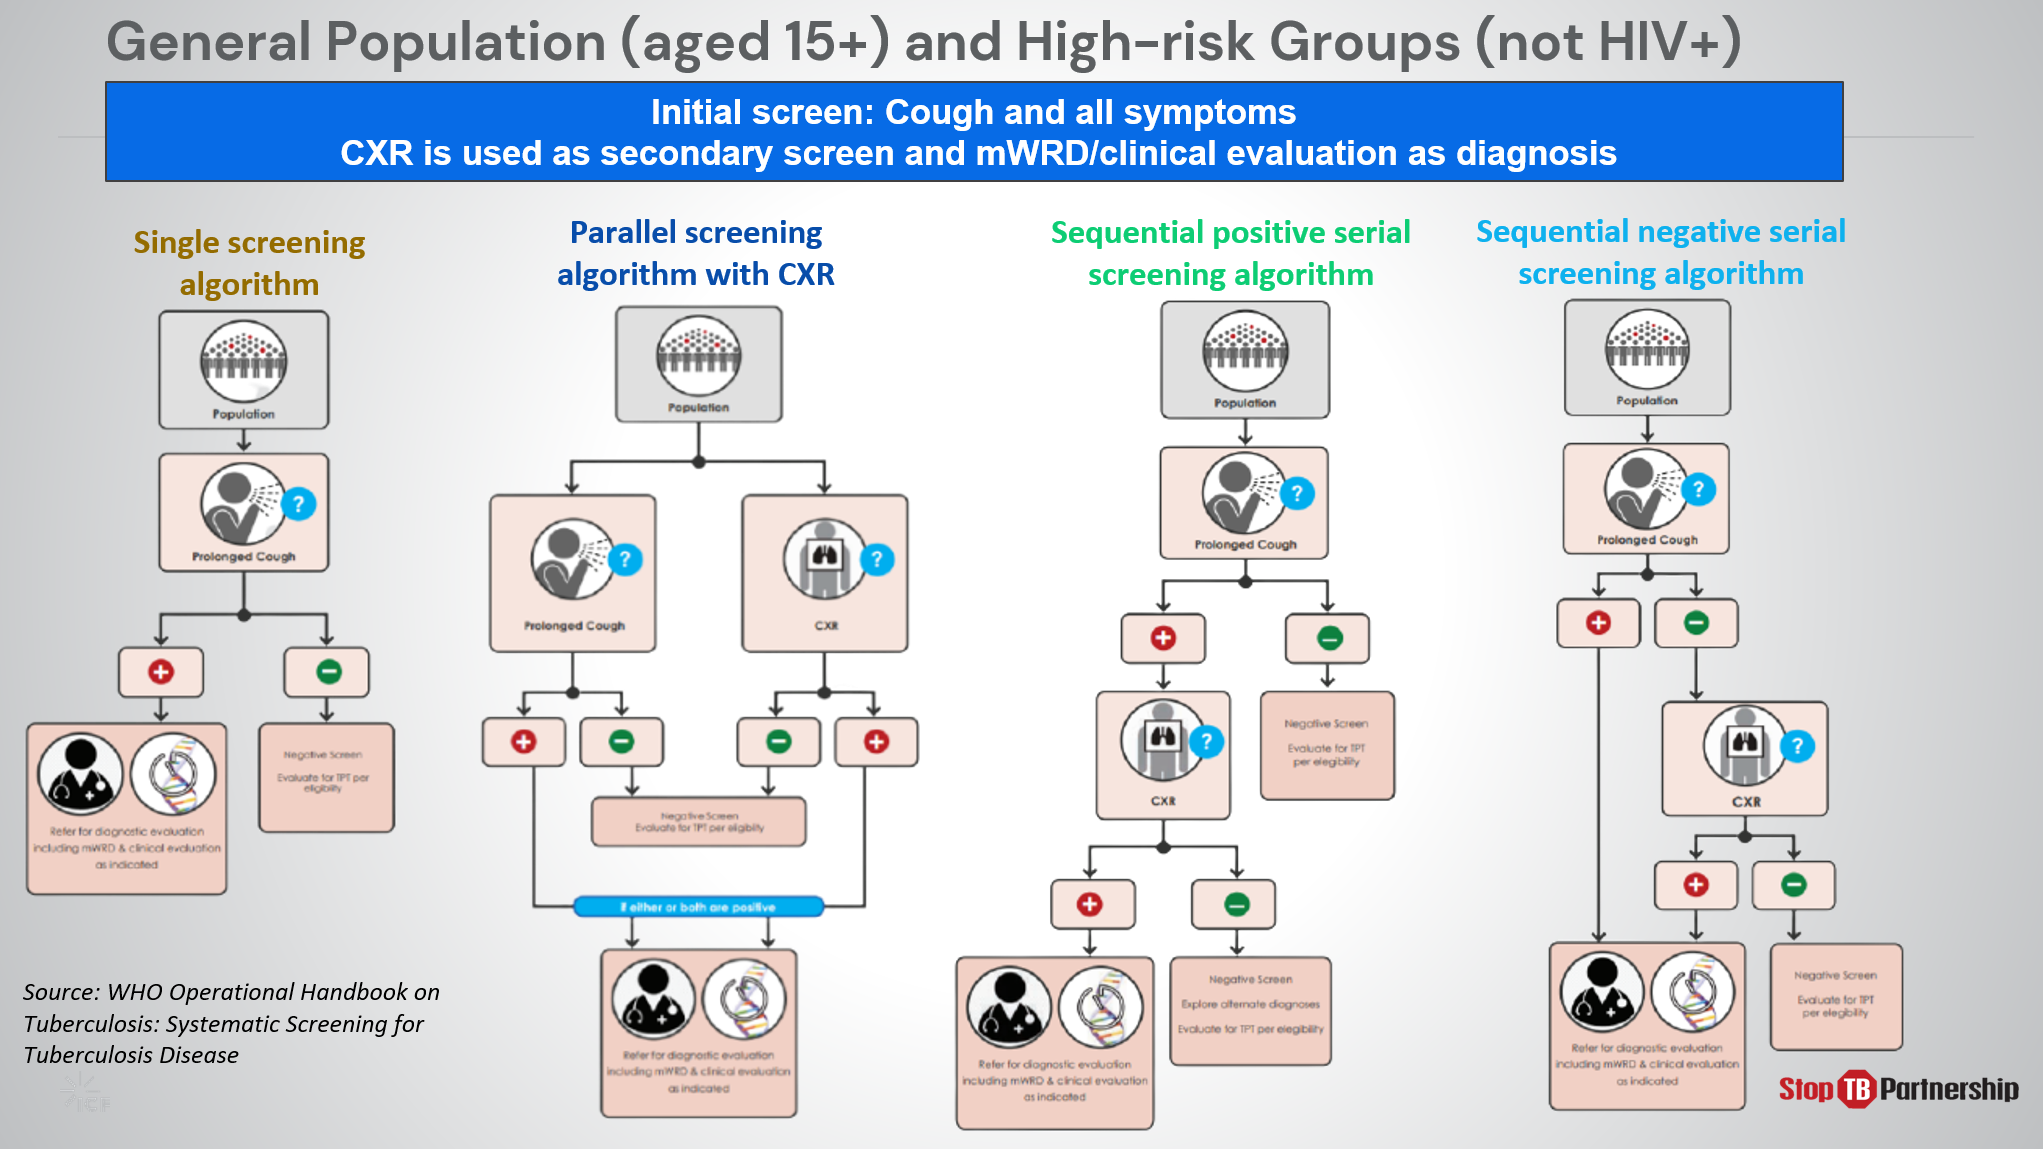 General Population (aged 15+) and High-risk Groups (not HIV+)
Initial screen: Cough and all symptoms
CXR is used as secondary screen and mWRD/clinical evaluation as diagnosis
Single screening
algorithm
Population
?
Prolonged Cough
Refer for diagnostic evaluation
including mWRD & clinical evaluation
as indicated
Negative Screen
Evaluate for TPT per
eligibility
Parallel screening
algorithm with CXR
Population
?
Prolonged Cough
?
CXR
Negative Screen
Evaluate for TPT per eligibilty
If either or both are positive
Refer for diagnostic evaluation
including mWRD & clinical evaluation
as indicated
Sequential positive serial
screening algorithm
Population
?
Prolonged Cough
?
CXR
Negative Screen
Evaluate for TPT
per elegibility
Refer for diagnostic evaluation
including mWRD & clinical evaluation
as indicated
Negative Screen
Explore alternate diagnoses
Evaluate for TPT per elegibility
Sequential negative serial
screening algorithm
Population
?
Prolonged Cough
?
CXR
Refer for diagnostic evaluation
including mWRD & clinical evaluation
as indicated
Negative Screen
Evaluate for TPT
per elegibility
Source: WHO Operational Handbook on
Tuberculosis: Systematic Screening for
Tuberculosis Disease
ICF
Stop TB Partnership